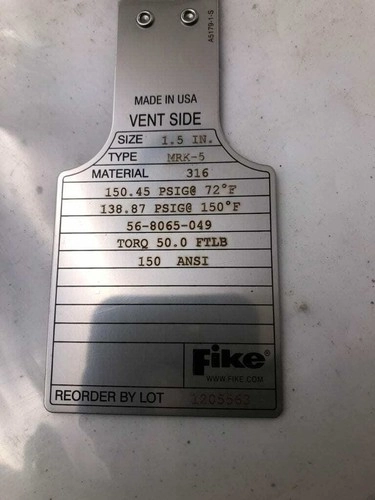 A5179-1-S
MADE IN USA
VENT SIDE
SIZE 1.5 IN.
TYPE MRK-5
MATERIAL 316
150.45 PSIG@ 72°F
138.87 PSIG@ 150°F
56-8065-049
TORQ 50.0 FTLB
150 ANSI
Fike®
WWW.FIKE.COM
REORDER BY LOT 1205563